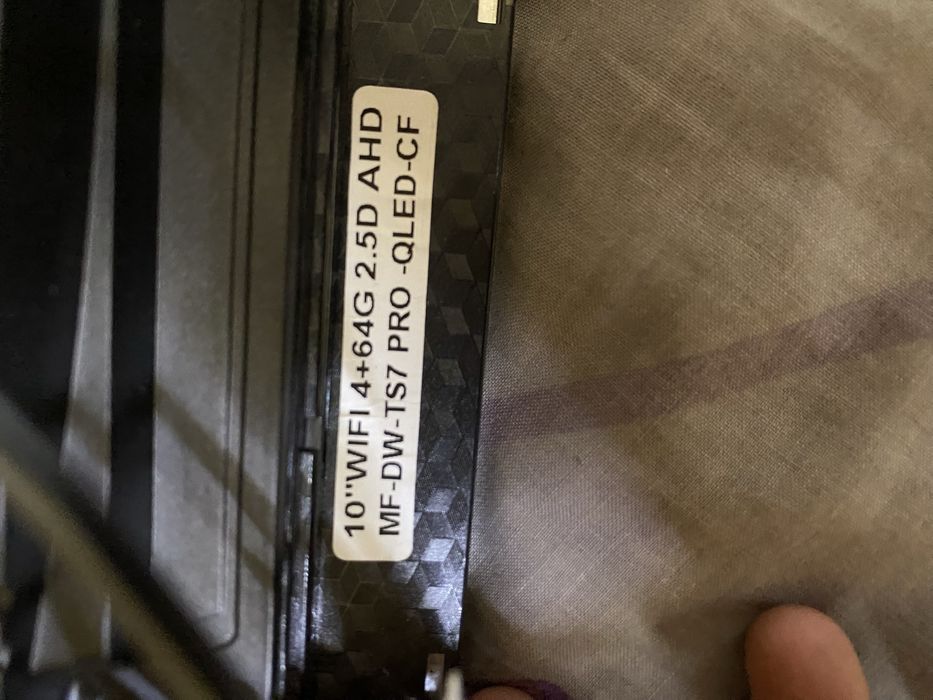 10"WIFI 4+64G 2.5D AHD
MF-DW-TS7 PRO -QLED-CF